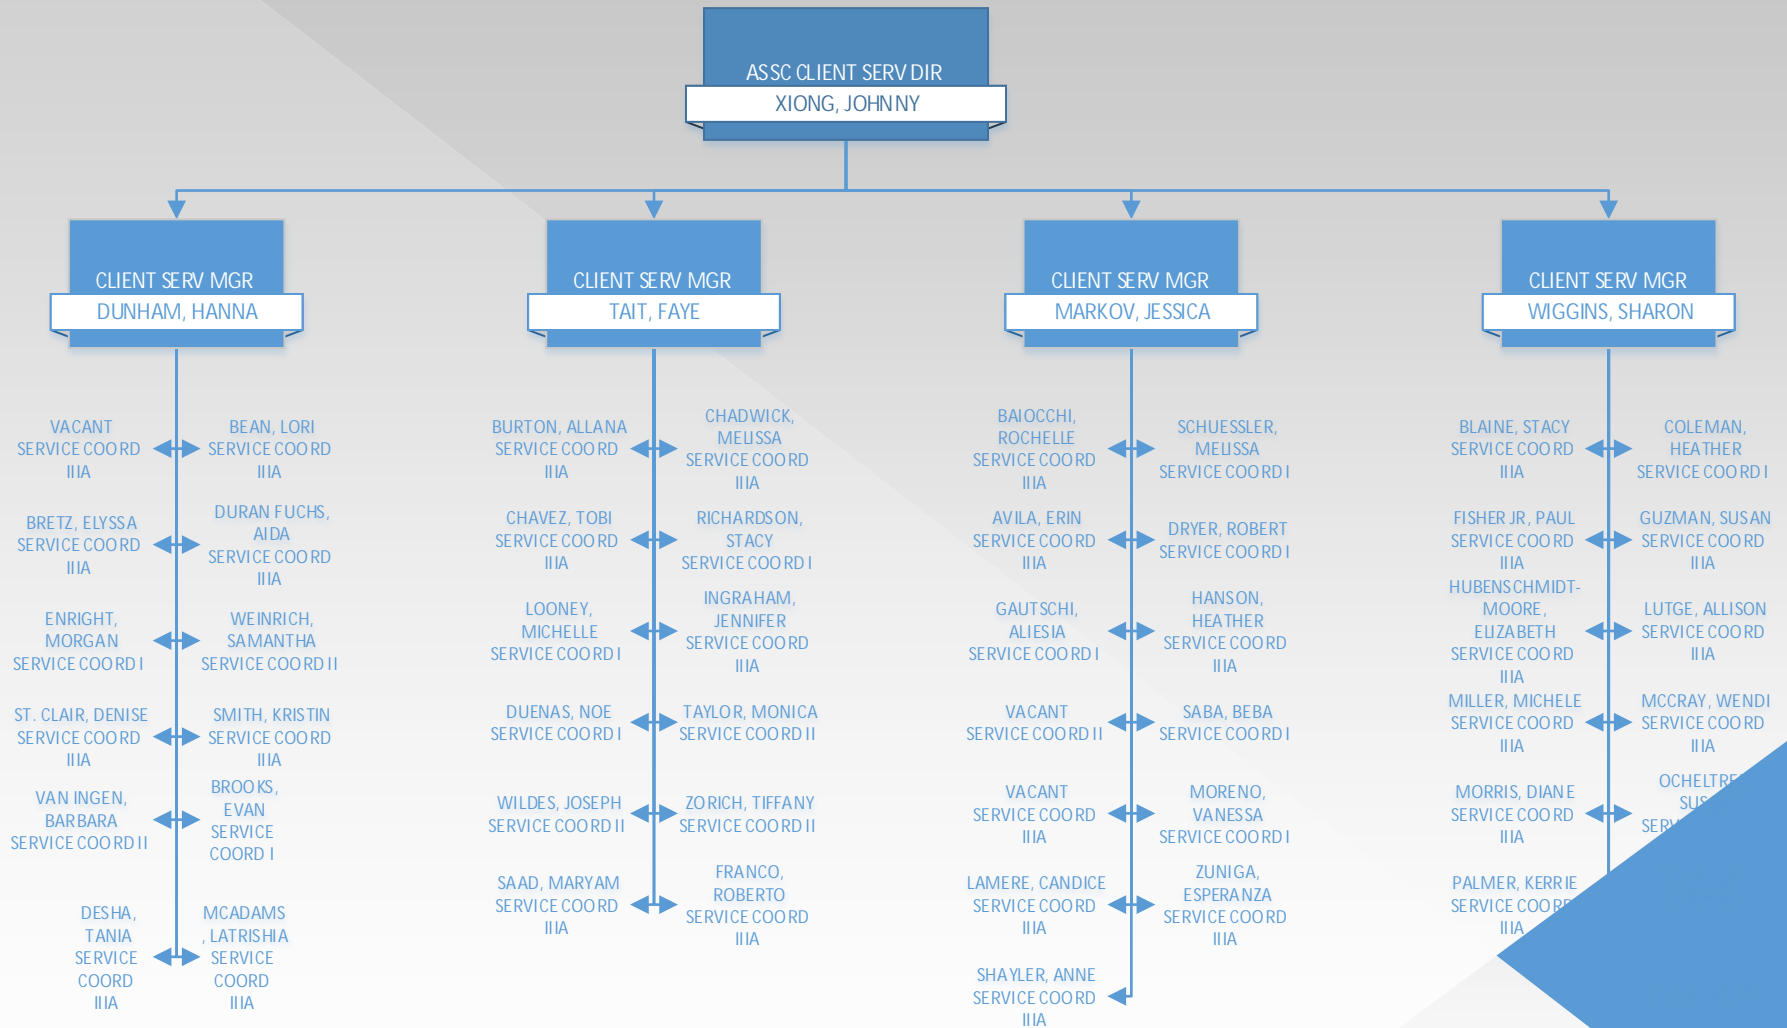 ASSC CLIENT SERV DIR
XIONG, JOHNNY
CLIENT SERV MGR
DUNHAM, HANNA
VACANT
SERVICE COORD
IIIA
BEAN, LORI
SERVICE COORD
IIIA
BRETZ, ELYSSA
SERVICE COORD
IIIA
DURAN FUCHS,
AIDA
SERVICE COORD
IIIA
ENRIGHT,
MORGAN
SERVICE COORD I
WEINRICH,
SAMANTHA
SERVICE COORD II
ST. CLAIR, DENISE
SERVICE COORD
IIIA
SMITH, KRISTIN
SERVICE COORD
IIIA
VAN INGEN,
BARBARA
SERVICE COORD II
BROOKS,
EVAN
SERVICE
COORD I
DESHA,
TANIA
SERVICE
COORD
IIIA
MCADAMS
, LATRISHIA
SERVICE
COORD
IIIA
CLIENT SERV MGR
TAIT, FAYE
BURTON, ALLANA
SERVICE COORD
IIIA
CHADWICK,
MELISSA
SERVICE COORD
IIIA
CHAVEZ, TOBI
SERVICE COORD
IIIA
RICHARDSON,
STACY
SERVICE COORD I
LOONEY,
MICHELLE
SERVICE COORD I
INGRAHAM,
JENNIFER
SERVICE COORD
IIIA
DUENAS, NOE
SERVICE COORD I
TAYLOR, MONICA
SERVICE COORD II
WILDES, JOSEPH
SERVICE COORD II
ZORICH, TIFFANY
SERVICE COORD II
SAAD, MARYAM
SERVICE COORD
IIIA
FRANCO,
ROBERTO
SERVICE COORD
IIIA
CLIENT SERV MGR
MARKOV, JESSICA
BAIOCCHI,
ROCHELLE
SERVICE COORD
IIIA
SCHUESSLER,
MELISSA
SERVICE COORD I
AVILA, ERIN
SERVICE COORD
IIIA
DRYER, ROBERT
SERVICE COORD I
GAUTSCHI,
ALIESIA
SERVICE COORD I
HANSON,
HEATHER
SERVICE COORD
IIIA
VACANT
SERVICE COORD II
SABA, BEBA
SERVICE COORD I
VACANT
SERVICE COORD
IIIA
MORENO,
VANESSA
SERVICE COORD I
LAMERE, CANDICE
SERVICE COORD
IIIA
ZUNIGA,
ESPERANZA
SERVICE COORD
IIIA
SHAYLER, ANNE
SERVICE COORD
IIIA
CLIENT SERV MGR
WIGGINS, SHARON
BLAINE, STACY
SERVICE COORD
IIIA
COLEMAN,
HEATHER
SERVICE COORD I
FISHER JR, PAUL
SERVICE COORD
IIIA
GUZMAN, SUSAN
SERVICE COORD
IIIA
HUBENSCHMIDT-
MOORE,
ELIZABETH
SERVICE COORD
IIIA
LUTGE, ALLISON
SERVICE COORD
IIIA
MILLER, MICHELE
SERVICE COORD
IIIA
MCCRAY, WENDI
SERVICE COORD
IIIA
MORRIS, DIANE
SERVICE COORD
IIIA
PALMER, KERRIE
SERVICE COORD
IIIA